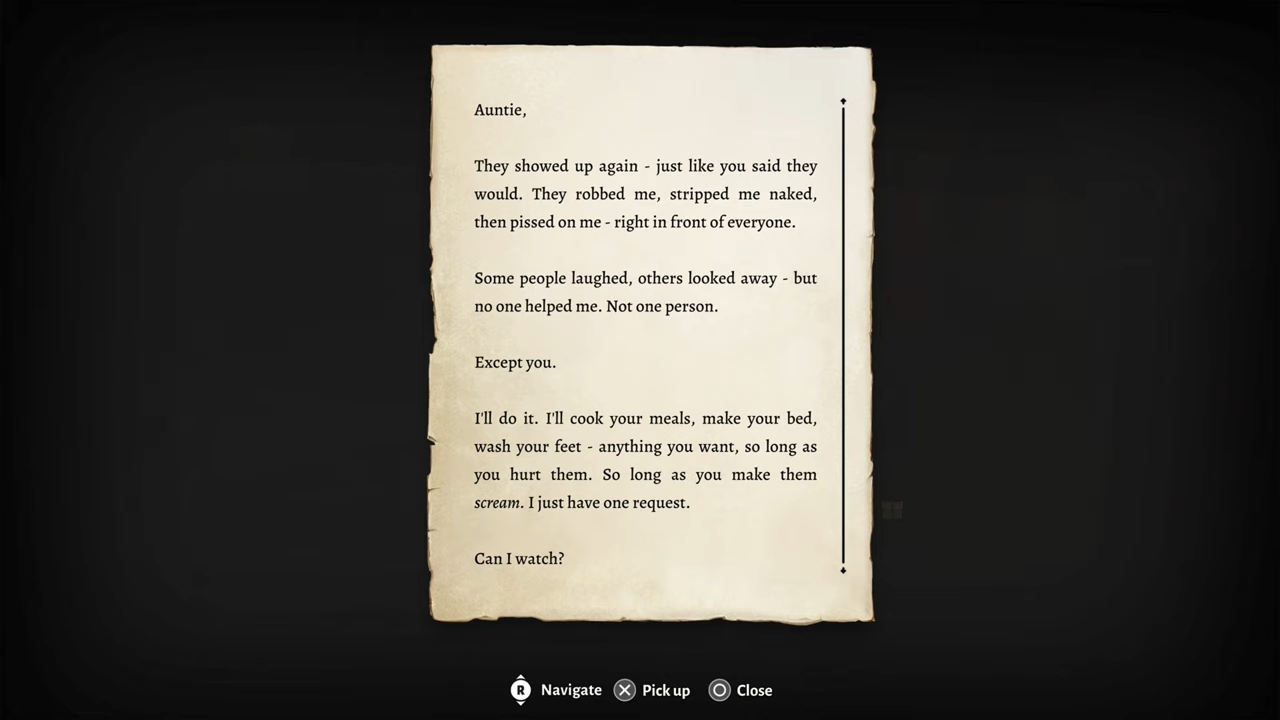 Auntie,
They showed up again - just like you said they
would. They robbed me, stripped me naked,
then pissed on me - right in front of everyone.
Some people laughed, others looked away - but
no one helped me. Not one person.
Except you.
I'll do it. I'll cook your meals, make your bed,
wash your feet - anything you want, so long as
you hurt them. So long as you make them
scream. I just have one request.
Can I watch?
R Navigate Pick up Close